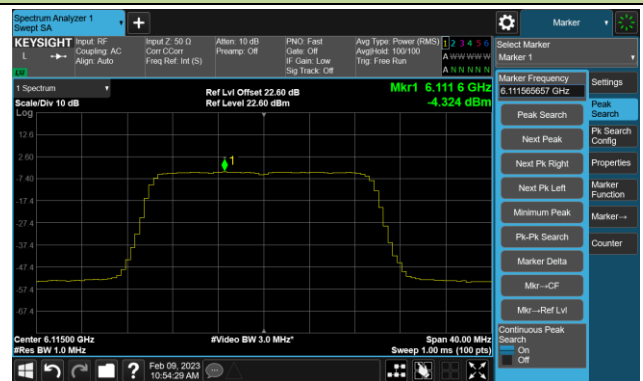 Spectrum Analyzer 1
Swept SA
+
Marker
KEYSIGHT
L
Input: RF
Coupling: AC
Align: Auto
Input Z: 50 Ω
Corr CCorr
Freq Ref: Int (S)
Atten: 10 dB
Preamp: Off
PNO: Fast
Gate: Off
IF Gain: Low
Sig Track: Off
Avg Type: Power (RMS)
Avg|Hold: 100/100
Trig: Free Run
1 2 3 4 5 6
A W W W W W
A N N N N N
LV
Select Marker
Marker 1
1 Spectrum
Scale/Div 10 dB
Log
Ref Lvl Offset 22.60 dB
Ref Level 22.60 dBm
Mkr1 6.111 6 GHz
-4.324 dBm
12.6
2.60
-7.40
-17.4
-27.4
-37.4
-47.4
-57.4
-67.4
1
Center 6.11500 GHz
#Res BW 1.0 MHz
#Video BW 3.0 MHz*
Span 40.00 MHz
Sweep 1.00 ms (100 pts)
Marker Frequency
6.111565657 GHz
Peak Search
Next Peak
Next Pk Right
Next Pk Left
Minimum Peak
Pk-Pk Search
Marker Delta
Mkr→CF
Mkr→Ref Lvl
Continuous Peak
Search
On
Off
Settings
Peak
Search
Pk Search
Config
Properties
Marker
Function
Marker→
Counter
?
Feb 09, 2023
10:54:29 AM